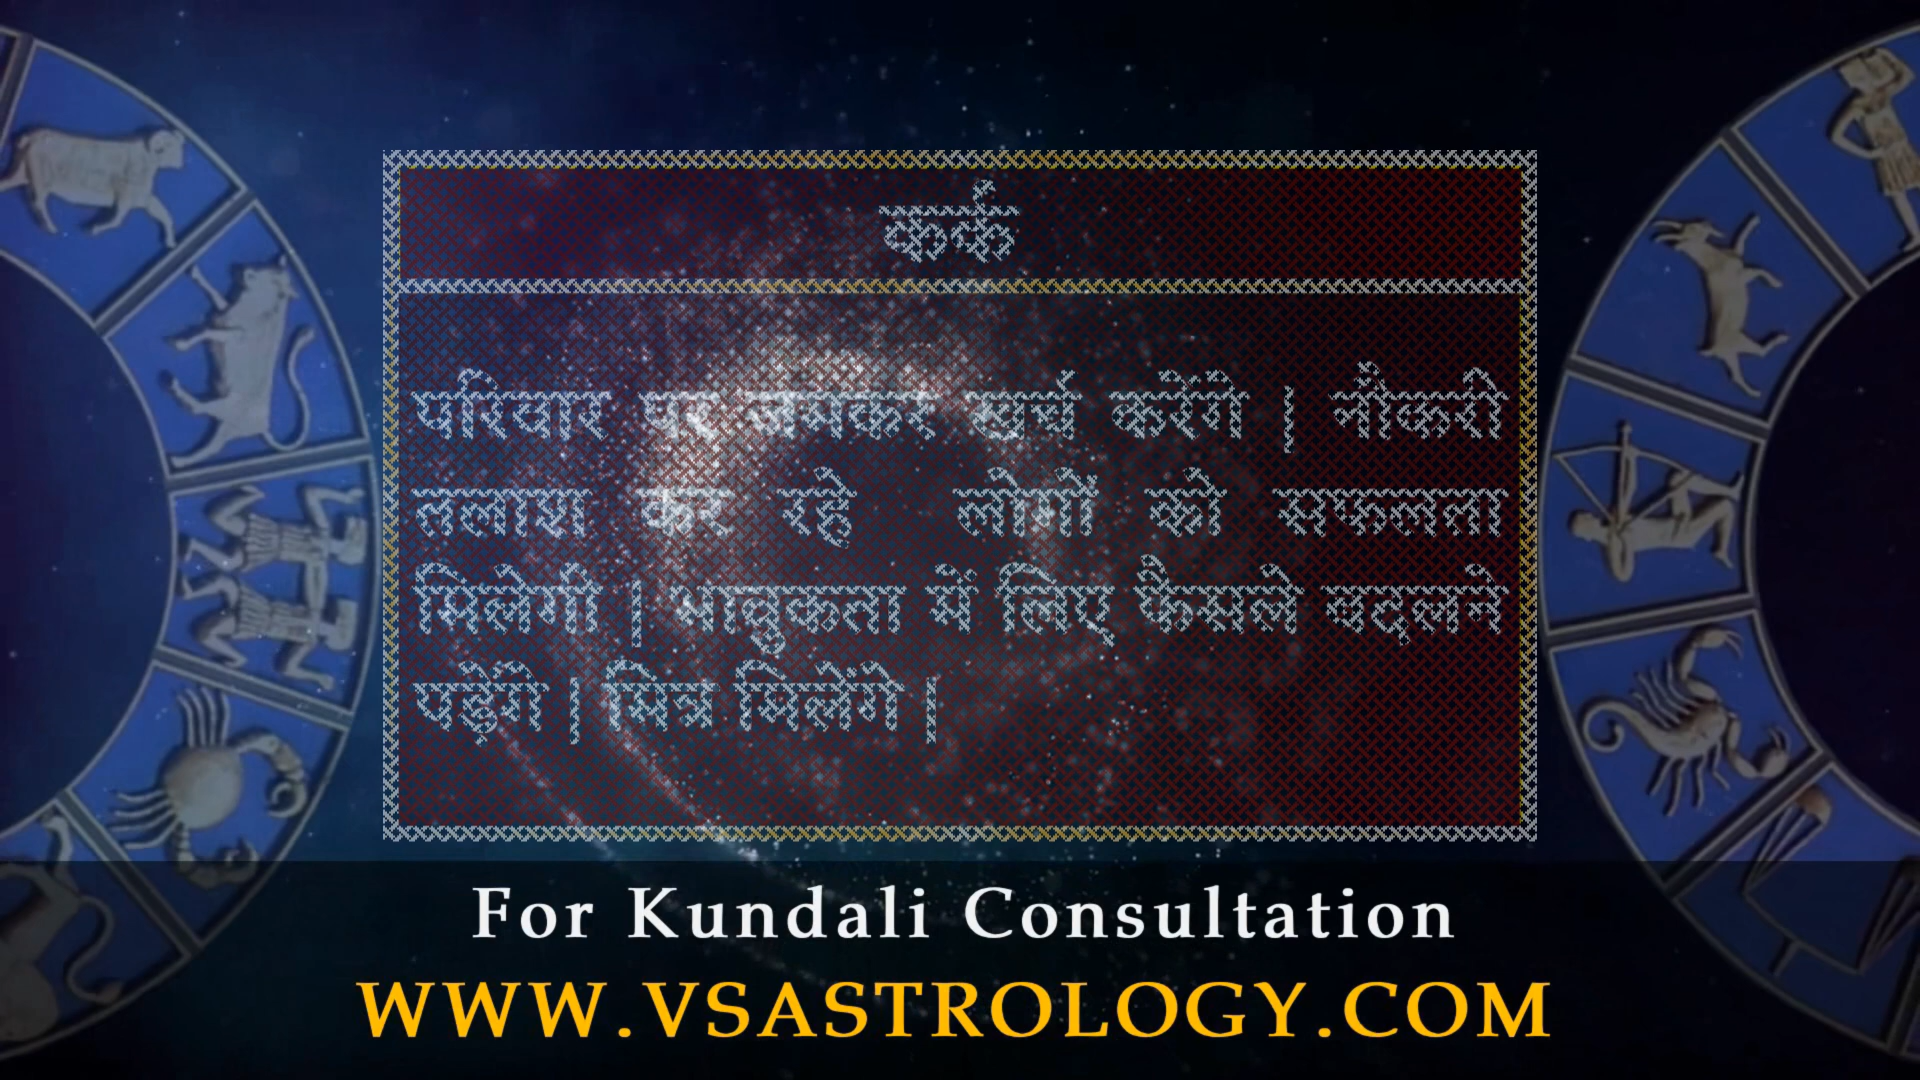 कर्क
परिवार पर जमकर खर्च करेंगे | नौकरी
तलाश कर रहे लोगों को सफलता
मिलेगी | भावुकता में लिए फैसले बदलने
पड़ेंगे | मित्र मिलेंगे |
For Kundali Consultation
WWW.VSASTROLOGY.COM